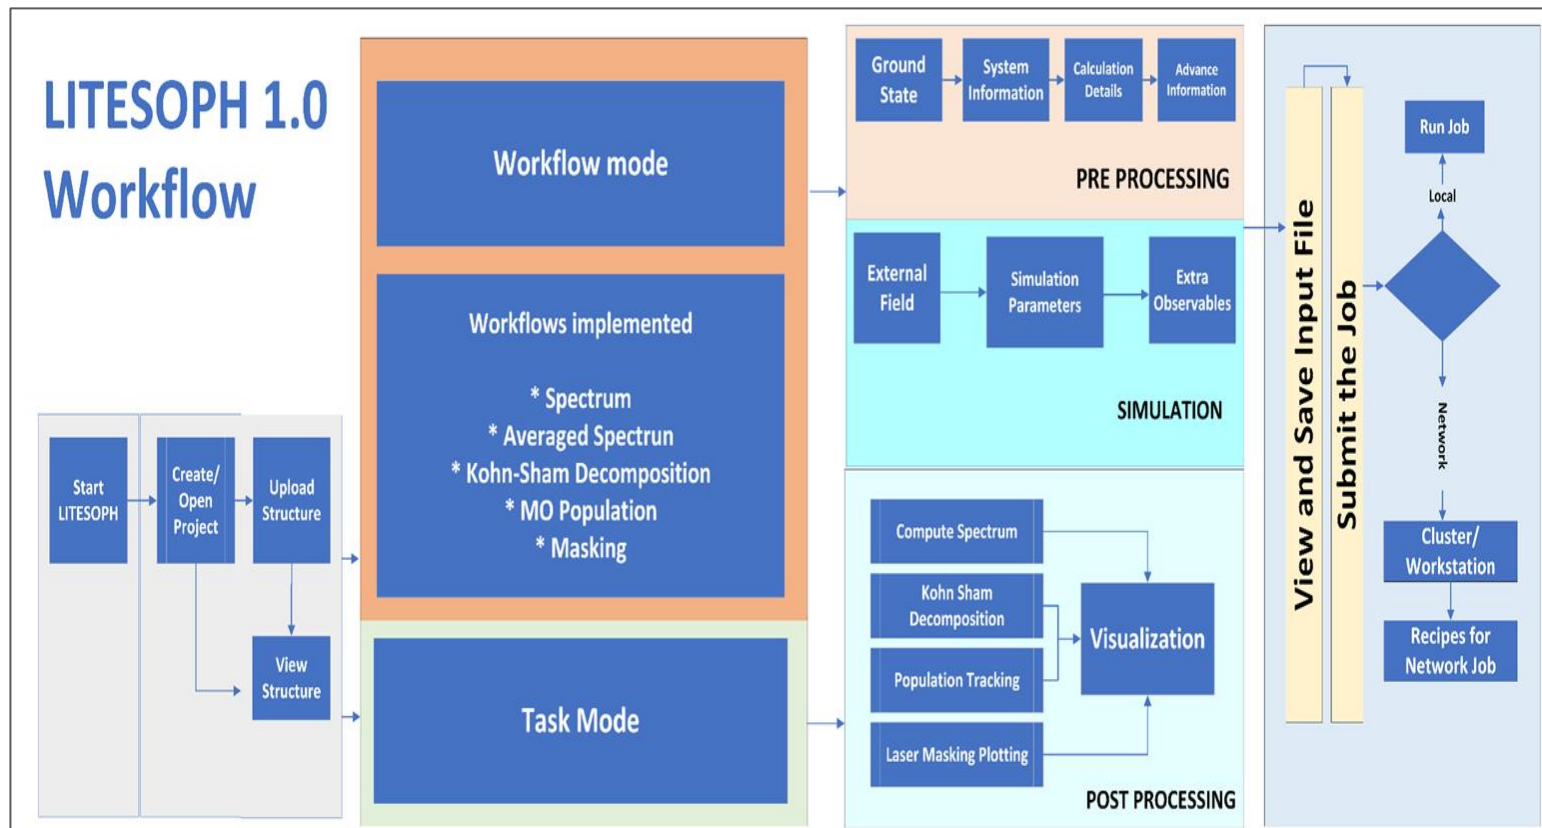 LITESOPH 1.0
Workflow
Start
LITESOPH
Create/
Open
Project
Upload
Structure
View
Structure
Workflow mode
Workflows implemented
* Spectrum
* Averaged Spectrun
* Kohn-Sham Decomposition
* MO Population
* Masking
Task Mode
Ground
State
System
Information
Calculation
Details
Advance
Information
PRE PROCESSING
External
Field
Simulation
Parameters
Extra
Observables
SIMULATION
Compute Spectrum
Kohn Sham
Decomposition
Population Tracking
Laser Masking Plotting
Visualization
POST PROCESSING
View and Save Input File
Submit the Job
Run Job
Local
Network
Cluster/
Workstation
Recipes for
Network Job